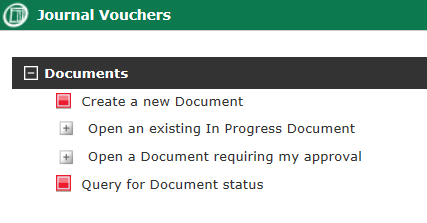 Journal Vouchers
Documents
Create a new Document
Open an existing In Progress Document
Open a Document requiring my approval
Query for Document status